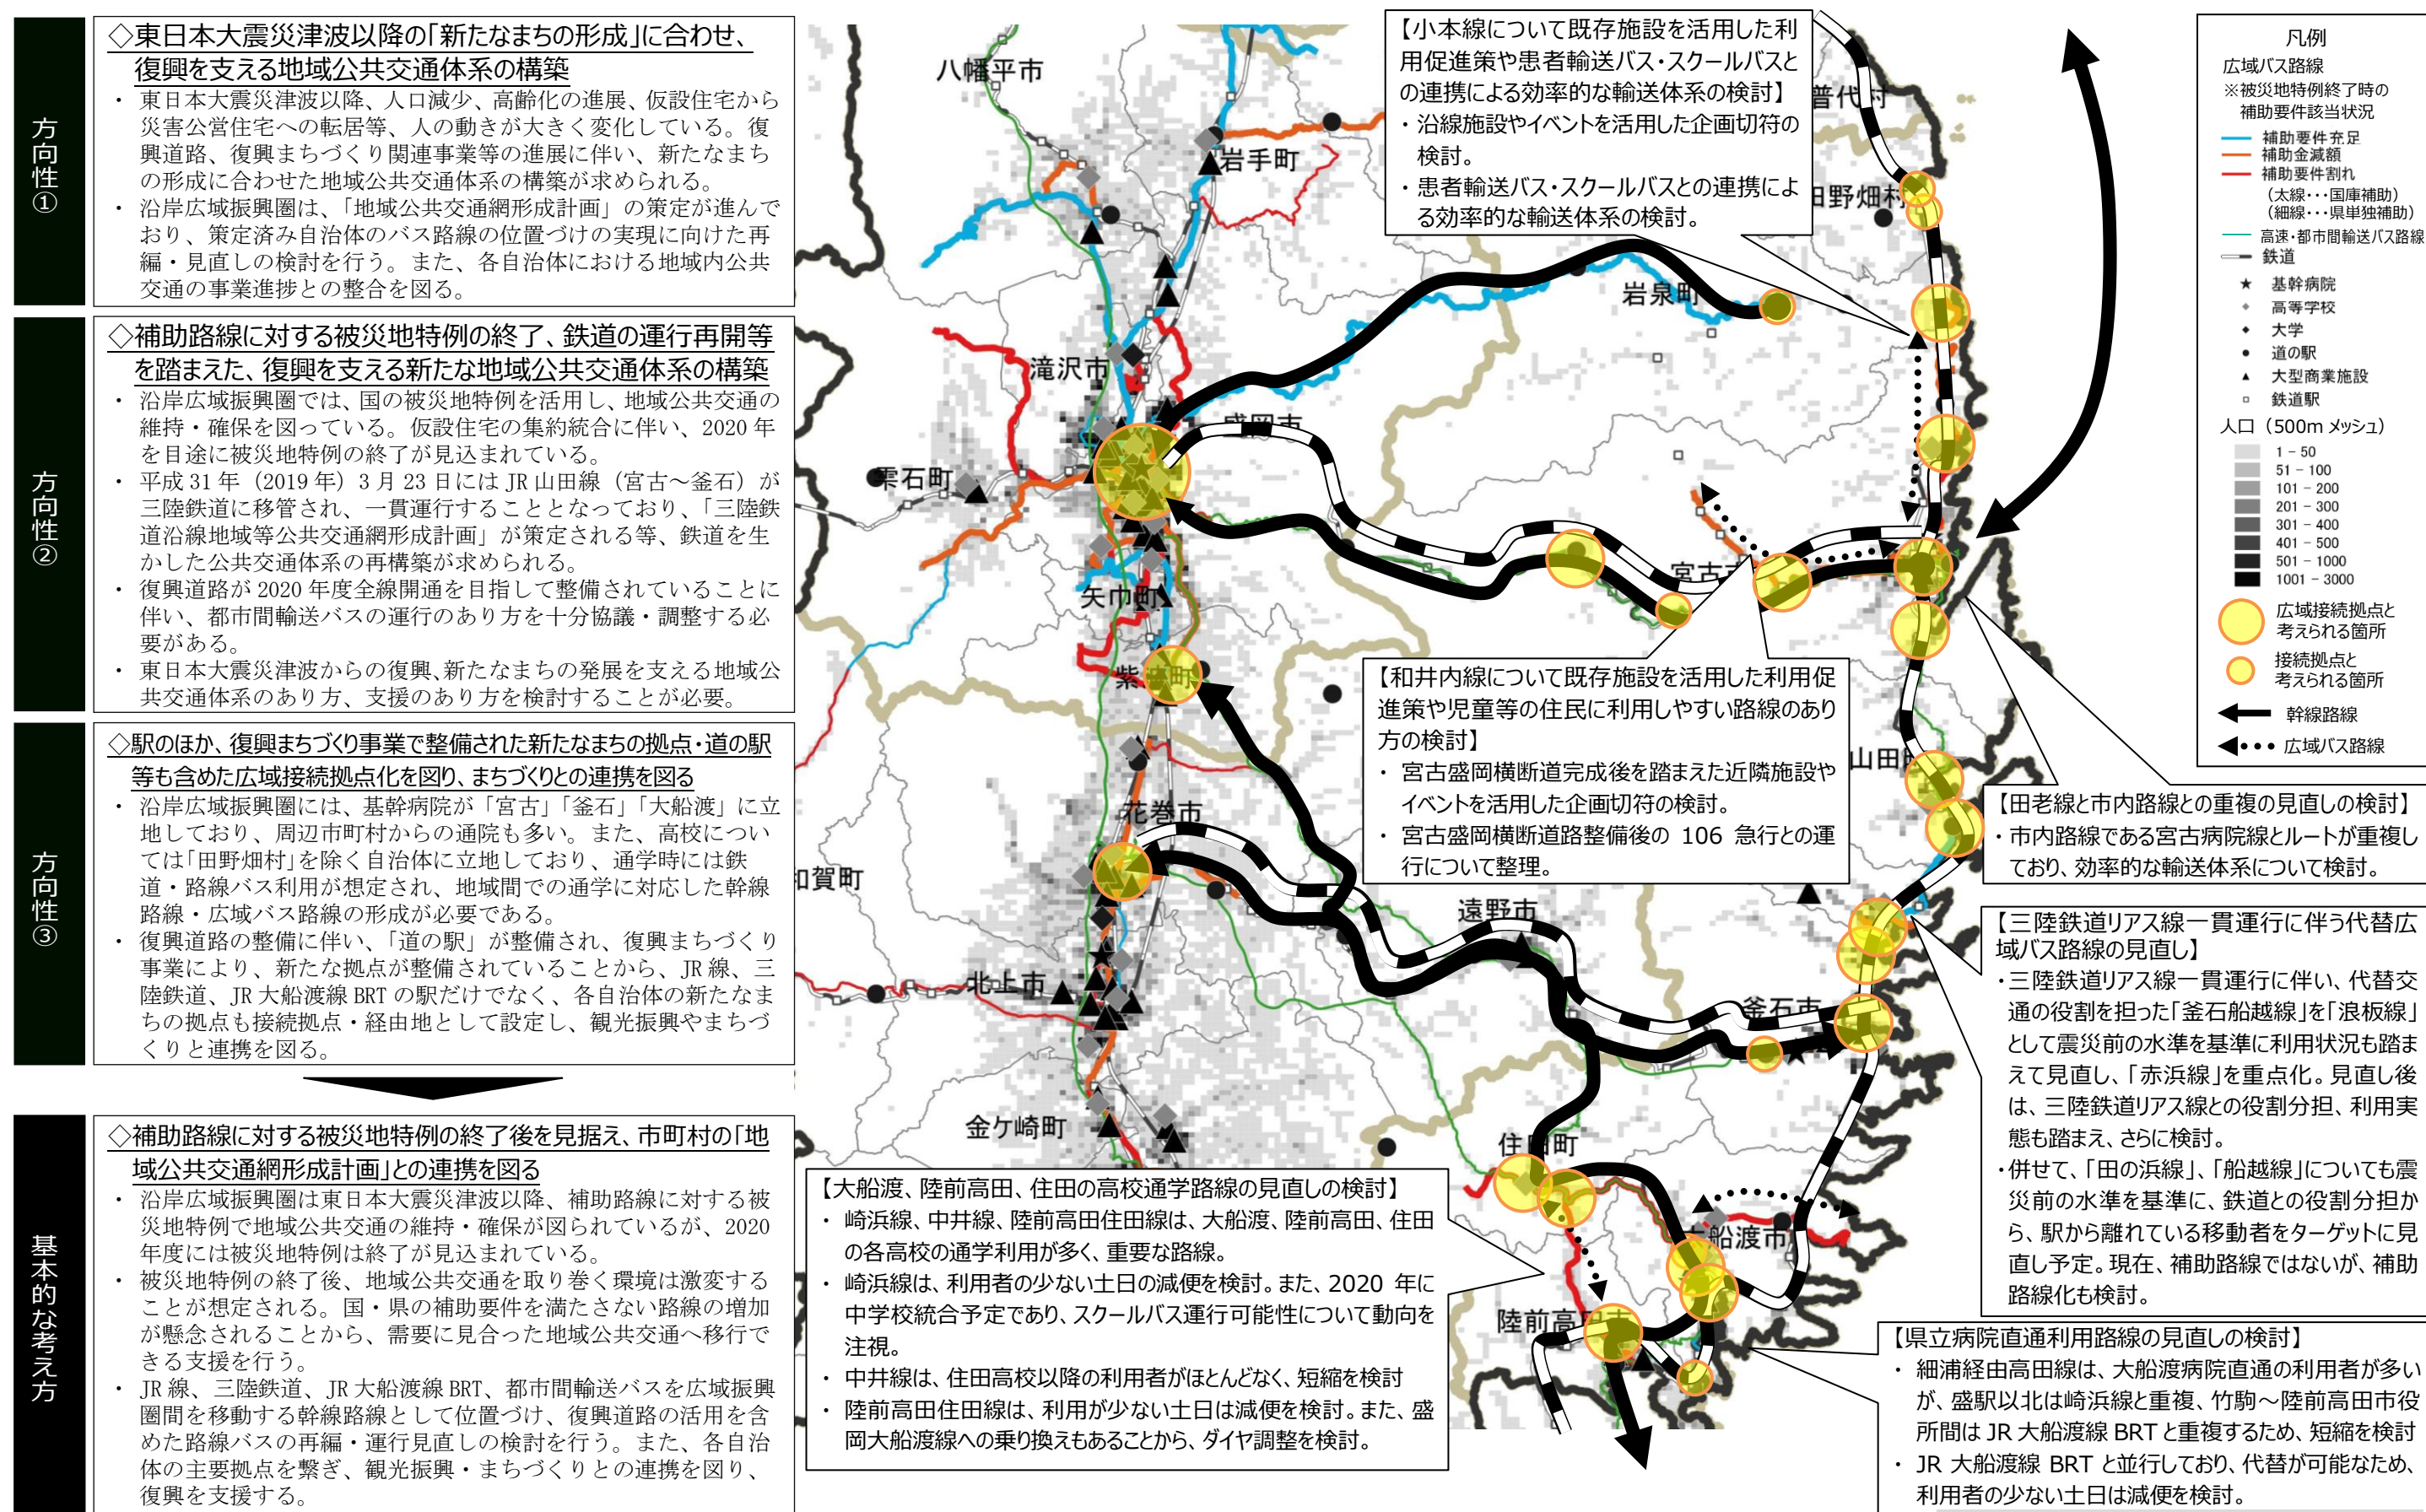 方向性①
◇東日本大震災津波以降の「新たなまちの形成」に合わせ、
復興を支える地域公共交通体系の構築
・ 東日本大震災津波以降、人口減少、高齢化の進展、仮設住宅から
災害公営住宅への転居等、人の動きが大きく変化している。復
興道路、復興まちづくり関連事業等の進展に伴い、新たなまち
の形成に合わせた地域公共交通体系の構築が求められる。
・ 沿岸広域振興圏は、「地域公共交通網形成計画」の策定が進んで
おり、策定済み自治体のバス路線の位置づけの実現に向けた再
編・見直しの検討を行う。また、各自治体における地域内公共
交通の事業進捗との整合を図る。
方向性②
◇補助路線に対する被災地特例の終了、鉄道の運行再開等
を踏まえた、復興を支える新たな地域公共交通体系の構築
・ 沿岸広域振興圏では、国の被災地特例を活用し、地域公共交通の
維持・確保を図っている。仮設住宅の集約統合に伴い、2020 年
を目途に被災地特例の終了が見込まれている。
・ 平成 31 年（2019 年）3 月 23 日には JR 山田線（宮古～釜石）が
三陸鉄道に移管され、一貫運行することとなっており、「三陸鉄
道沿線地域等公共交通網形成計画」が策定される等、鉄道を生
かした公共交通体系の再構築が求められる。
・ 復興道路が 2020 年度全線開通を目指して整備されていることに
伴い、都市間輸送バスの運行のあり方を十分協議・調整する必
要がある。
・ 東日本大震災津波からの復興、新たなまちの発展を支える地域公
共交通体系のあり方、支援のあり方を検討することが必要。
方向性③
◇駅のほか、復興まちづくり事業で整備された新たなまちの拠点・道の駅
等も含めた広域接続拠点化を図り、まちづくりとの連携を図る
・ 沿岸広域振興圏には、基幹病院が「宮古」「釜石」「大船渡」に立
地しており、周辺市町村からの通院も多い。また、高校につい
ては「田野畑村」を除く自治体に立地しており、通学時には鉄
道・路線バス利用が想定され、地域間での通学に対応した幹線
路線・広域バス路線の形成が必要である。
・ 復興道路の整備に伴い、「道の駅」が整備され、復興まちづくり
事業により、新たな拠点が整備されていることから、JR 線、三
陸鉄道、JR 大船渡線 BRT の駅だけでなく、各自治体の新たなま
ちの拠点も接続拠点・経由地として設定し、観光振興やまちづ
くりと連携を図る。
基本的な考え方
◇補助路線に対する被災地特例の終了後を見据え、市町村の「地
域公共交通網形成計画」との連携を図る
・ 沿岸広域振興圏は東日本大震災津波以降、補助路線に対する被
災地特例で地域公共交通の維持・確保が図られているが、2020
年度には被災地特例は終了が見込まれている。
・ 被災地特例の終了後、地域公共交通を取り巻く環境は激変する
ことが想定される。国・県の補助要件を満たさない路線の増加
が懸念されることから、需要に見合った地域公共交通へ移行で
きる支援を行う。
・ JR 線、三陸鉄道、JR 大船渡線 BRT、都市間輸送バスを広域振興
圏間を移動する幹線路線として位置づけ、復興道路の活用を含
めた路線バスの再編・運行見直しの検討を行う。また、各自治
体の主要拠点を繋ぎ、観光振興・まちづくりとの連携を図り、
復興を支援する。
【小本線について既存施設を活用した利
用促進策や患者輸送バス・スクールバスと
の連携による効率的な輸送体系の検討】
・沿線施設やイベントを活用した企画切符の
検討。
・患者輸送バス・スクールバスとの連携によ
る効率的な輸送体系の検討。
八幡平市
岩手町
普代村
田野畑村
岩泉町
滝沢市
盛岡市
雫石町
宮古市
矢巾町
紫波町
山田町
花巻市
和賀町
遠野市
北上市
釜石市
金ケ崎町
住田町
大船渡市
陸前高田市
【和井内線について既存施設を活用した利用促
進策や児童等の住民に利用しやすい路線のあり
方の検討】
・ 宮古盛岡横断道完成後を踏まえた近隣施設や
イベントを活用した企画切符の検討。
・ 宮古盛岡横断道路整備後の 106 急行との運
行について整理。
【大船渡、陸前高田、住田の高校通学路線の見直しの検討】
・ 崎浜線、中井線、陸前高田住田線は、大船渡、陸前高田、住田
の各高校の通学利用が多く、重要な路線。
・ 崎浜線は、利用者の少ない土日の減便を検討。また、2020 年に
中学校統合予定であり、スクールバス運行可能性について動向を
注視。
・ 中井線は、住田高校以降の利用者がほとんどなく、短縮を検討
・ 陸前高田住田線は、利用が少ない土日は減便を検討。また、盛
岡大船渡線への乗り換えもあることから、ダイヤ調整を検討。
凡例
広域バス路線
※被災地特例終了時の
補助要件該当状況
補助要件充足
補助金減額
補助要件割れ
（太線・・・国庫補助）
（細線・・・県単独補助）
高速・都市間輸送バス路線
鉄道
基幹病院
高等学校
大学
道の駅
大型商業施設
鉄道駅
人口（500m メッシュ）
1 - 50
51 - 100
101 - 200
201 - 300
301 - 400
401 - 500
501 - 1000
1001 - 3000
広域接続拠点と
考えられる箇所
接続拠点と
考えられる箇所
幹線路線
広域バス路線
【田老線と市内路線との重複の見直しの検討】
・市内路線である宮古病院線とルートが重複し
ており、効率的な輸送体系について検討。
【三陸鉄道リアス線一貫運行に伴う代替広
域バス路線の見直し】
・三陸鉄道リアス線一貫運行に伴い、代替交
通の役割を担った「釜石船越線」を「浪板線」
として震災前の水準を基準に利用状況も踏ま
えて見直し、「赤浜線」を重点化。見直し後
は、三陸鉄道リアス線との役割分担、利用実
態も踏まえ、さらに検討。
・併せて、「田の浜線」、「船越線」についても震
災前の水準を基準に、鉄道との役割分担か
ら、駅から離れている移動者をターゲットに見
直し予定。現在、補助路線ではないが、補助
路線化も検討。
【県立病院直通利用路線の見直しの検討】
・ 細浦経由高田線は、大船渡病院直通の利用者が多い
が、盛駅以北は崎浜線と重複、竹駒～陸前高田市役
所間は JR 大船渡線 BRT と重複するため、短縮を検討
・ JR 大船渡線 BRT と並行しており、代替が可能なため、
利用者の少ない土日は減便を検討。